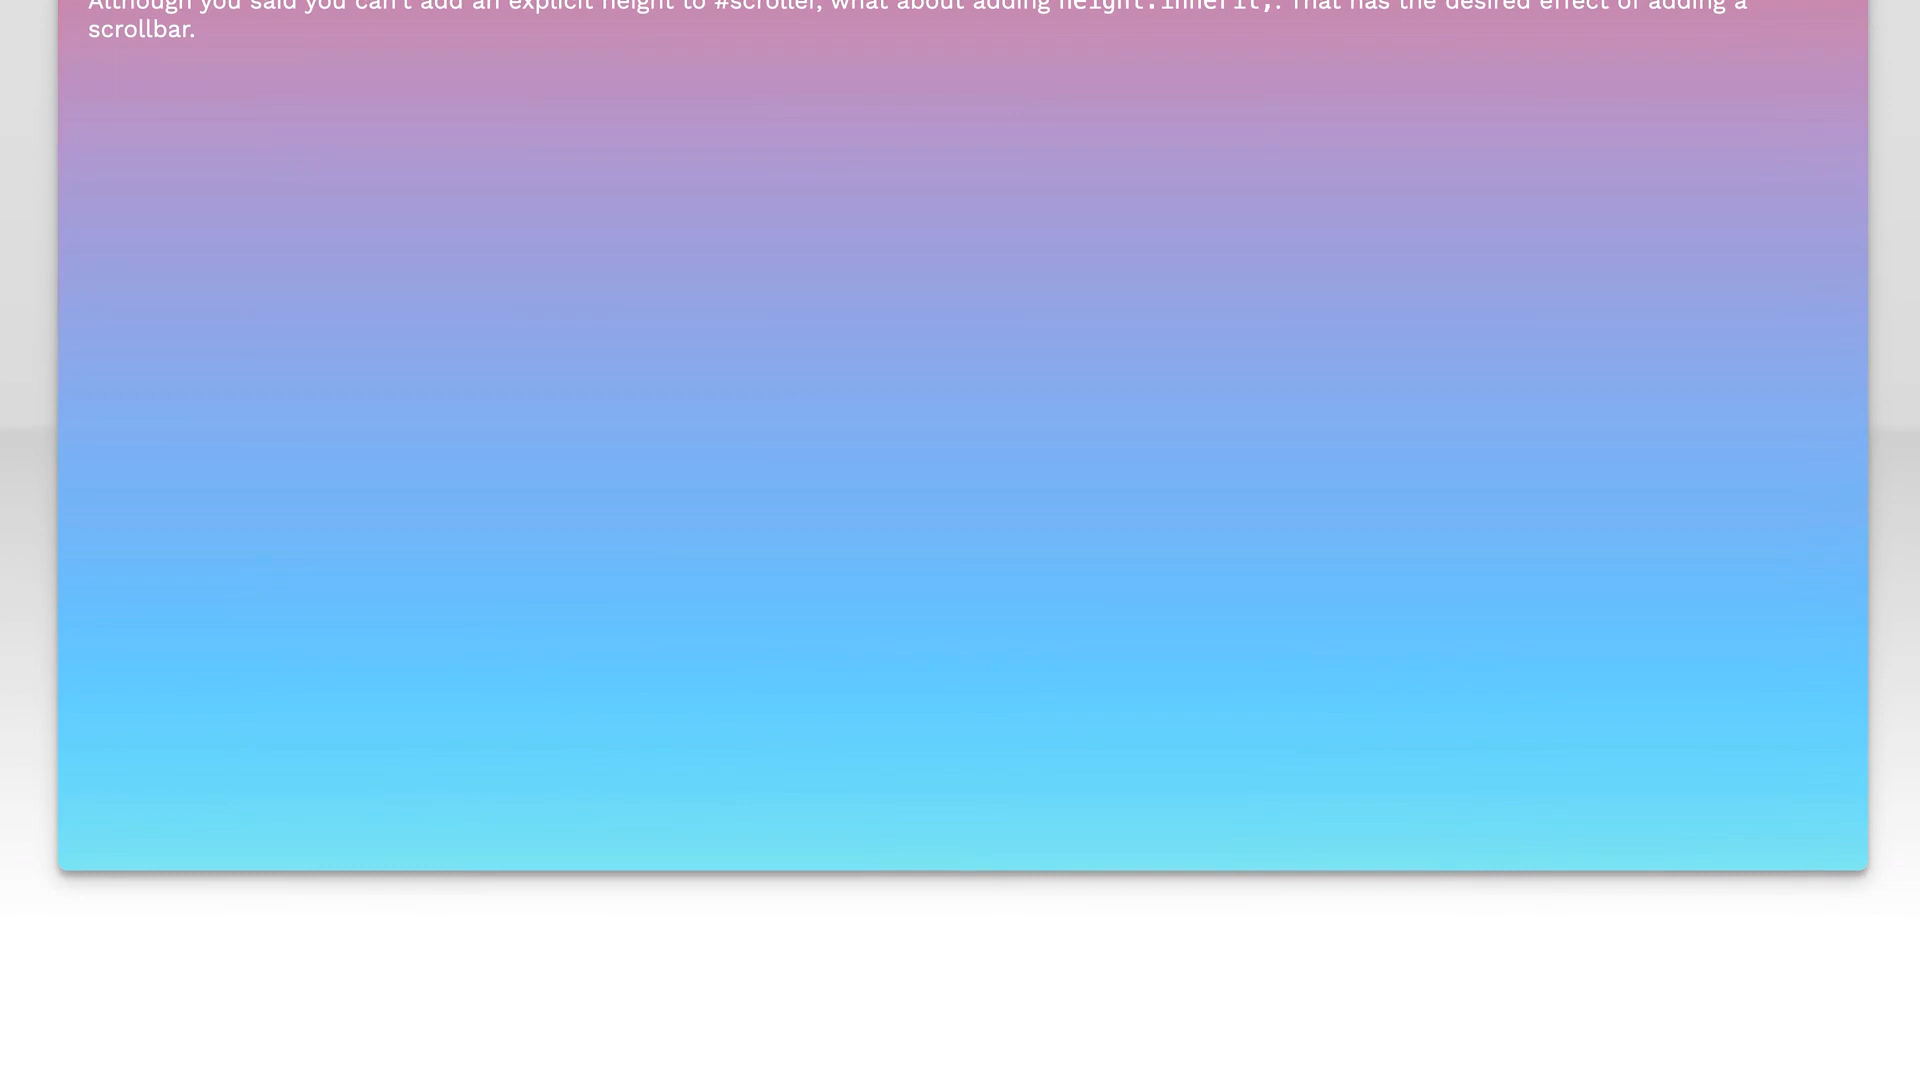 Although you said you can't add an explicit height to #scroller, what about adding height:inherit;. That has the desired effect of adding a
scrollbar.